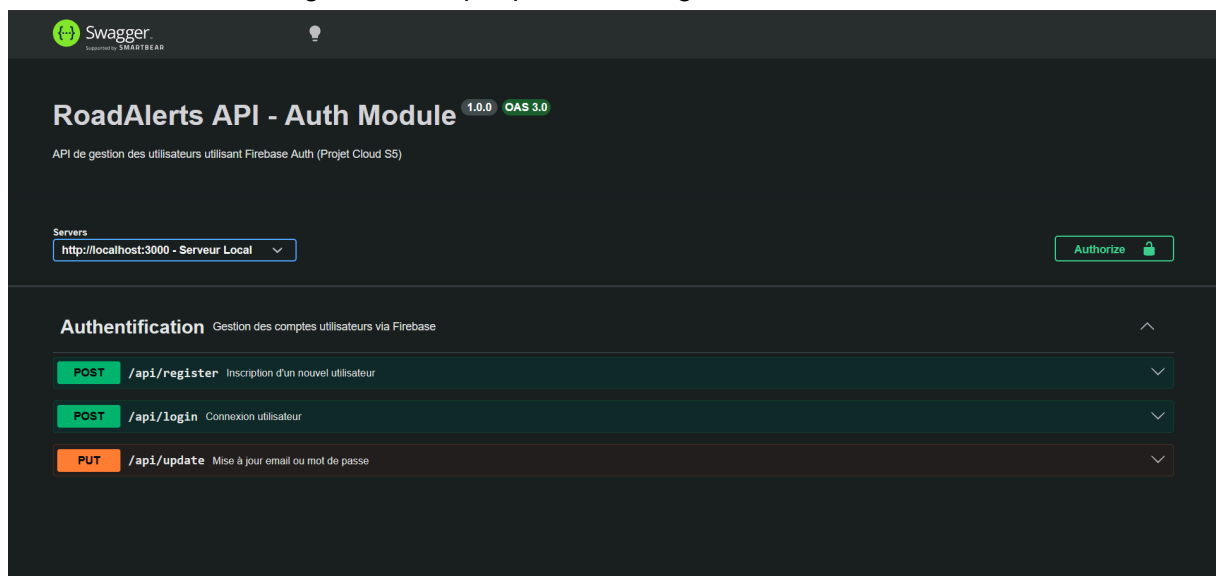 Swagger.
Supported by SMARTBEAR
RoadAlerts API - Auth Module 1.0.0 OAS 3.0
API de gestion des utilisateurs utilisant Firebase Auth (Projet Cloud S5)
Servers
http://localhost:3000 - Serveur Local
Authorize
Authentification Gestion des comptes utilisateurs via Firebase
POST /api/register Inscription d'un nouvel utilisateur
POST /api/login Connexion utilisateur
PUT /api/update Mise à jour email ou mot de passe